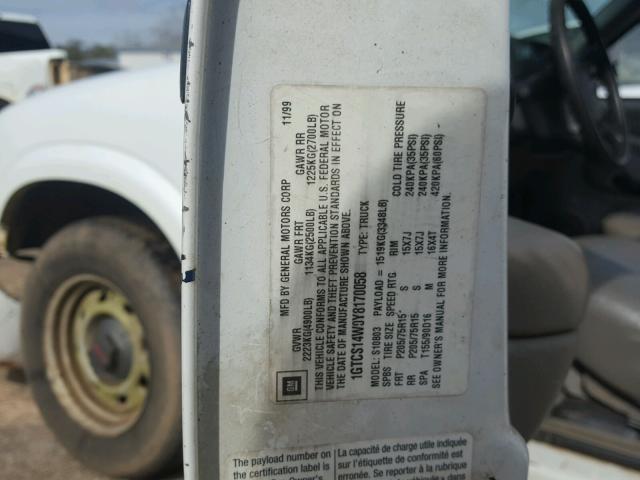 MFD BY GENERAL MOTORS CORP 11/99
GVWR GAWR FRT GAWR RR
2223KG(4900LB) 1134KG(2500LB) 1225KG(2700LB)
THIS VEHICLE CONFORMS TO ALL APPLICABLE U.S. FEDERAL MOTOR
VEHICLE SAFETY AND THEFT PREVENTION STANDARDS IN EFFECT ON
THE DATE OF MANUFACTURE SHOWN ABOVE.
1GTCS14W0Y8170058 TYPE: TRUCK
MODEL: S10803 PAYLOAD = 1519KG(3348LB)
SPBS TIRE SIZE SPEED RTG RIM COLD TIRE PRESSURE
FRT P205/75R15 S 15X7J 240KPA(35PSI)
RR P205/75R15 S 15X7J 240KPA(35PSI)
SPA T155/90D16 M 16X4T 420KPA(60PSI)
SEE OWNER'S MANUAL FOR MORE INFORMATION.
GM
The payload number on
the certification label is
La capacité de charge utile indiquée
sur l'étiquette de conformité est
erronée. Se reporter à la rubrique